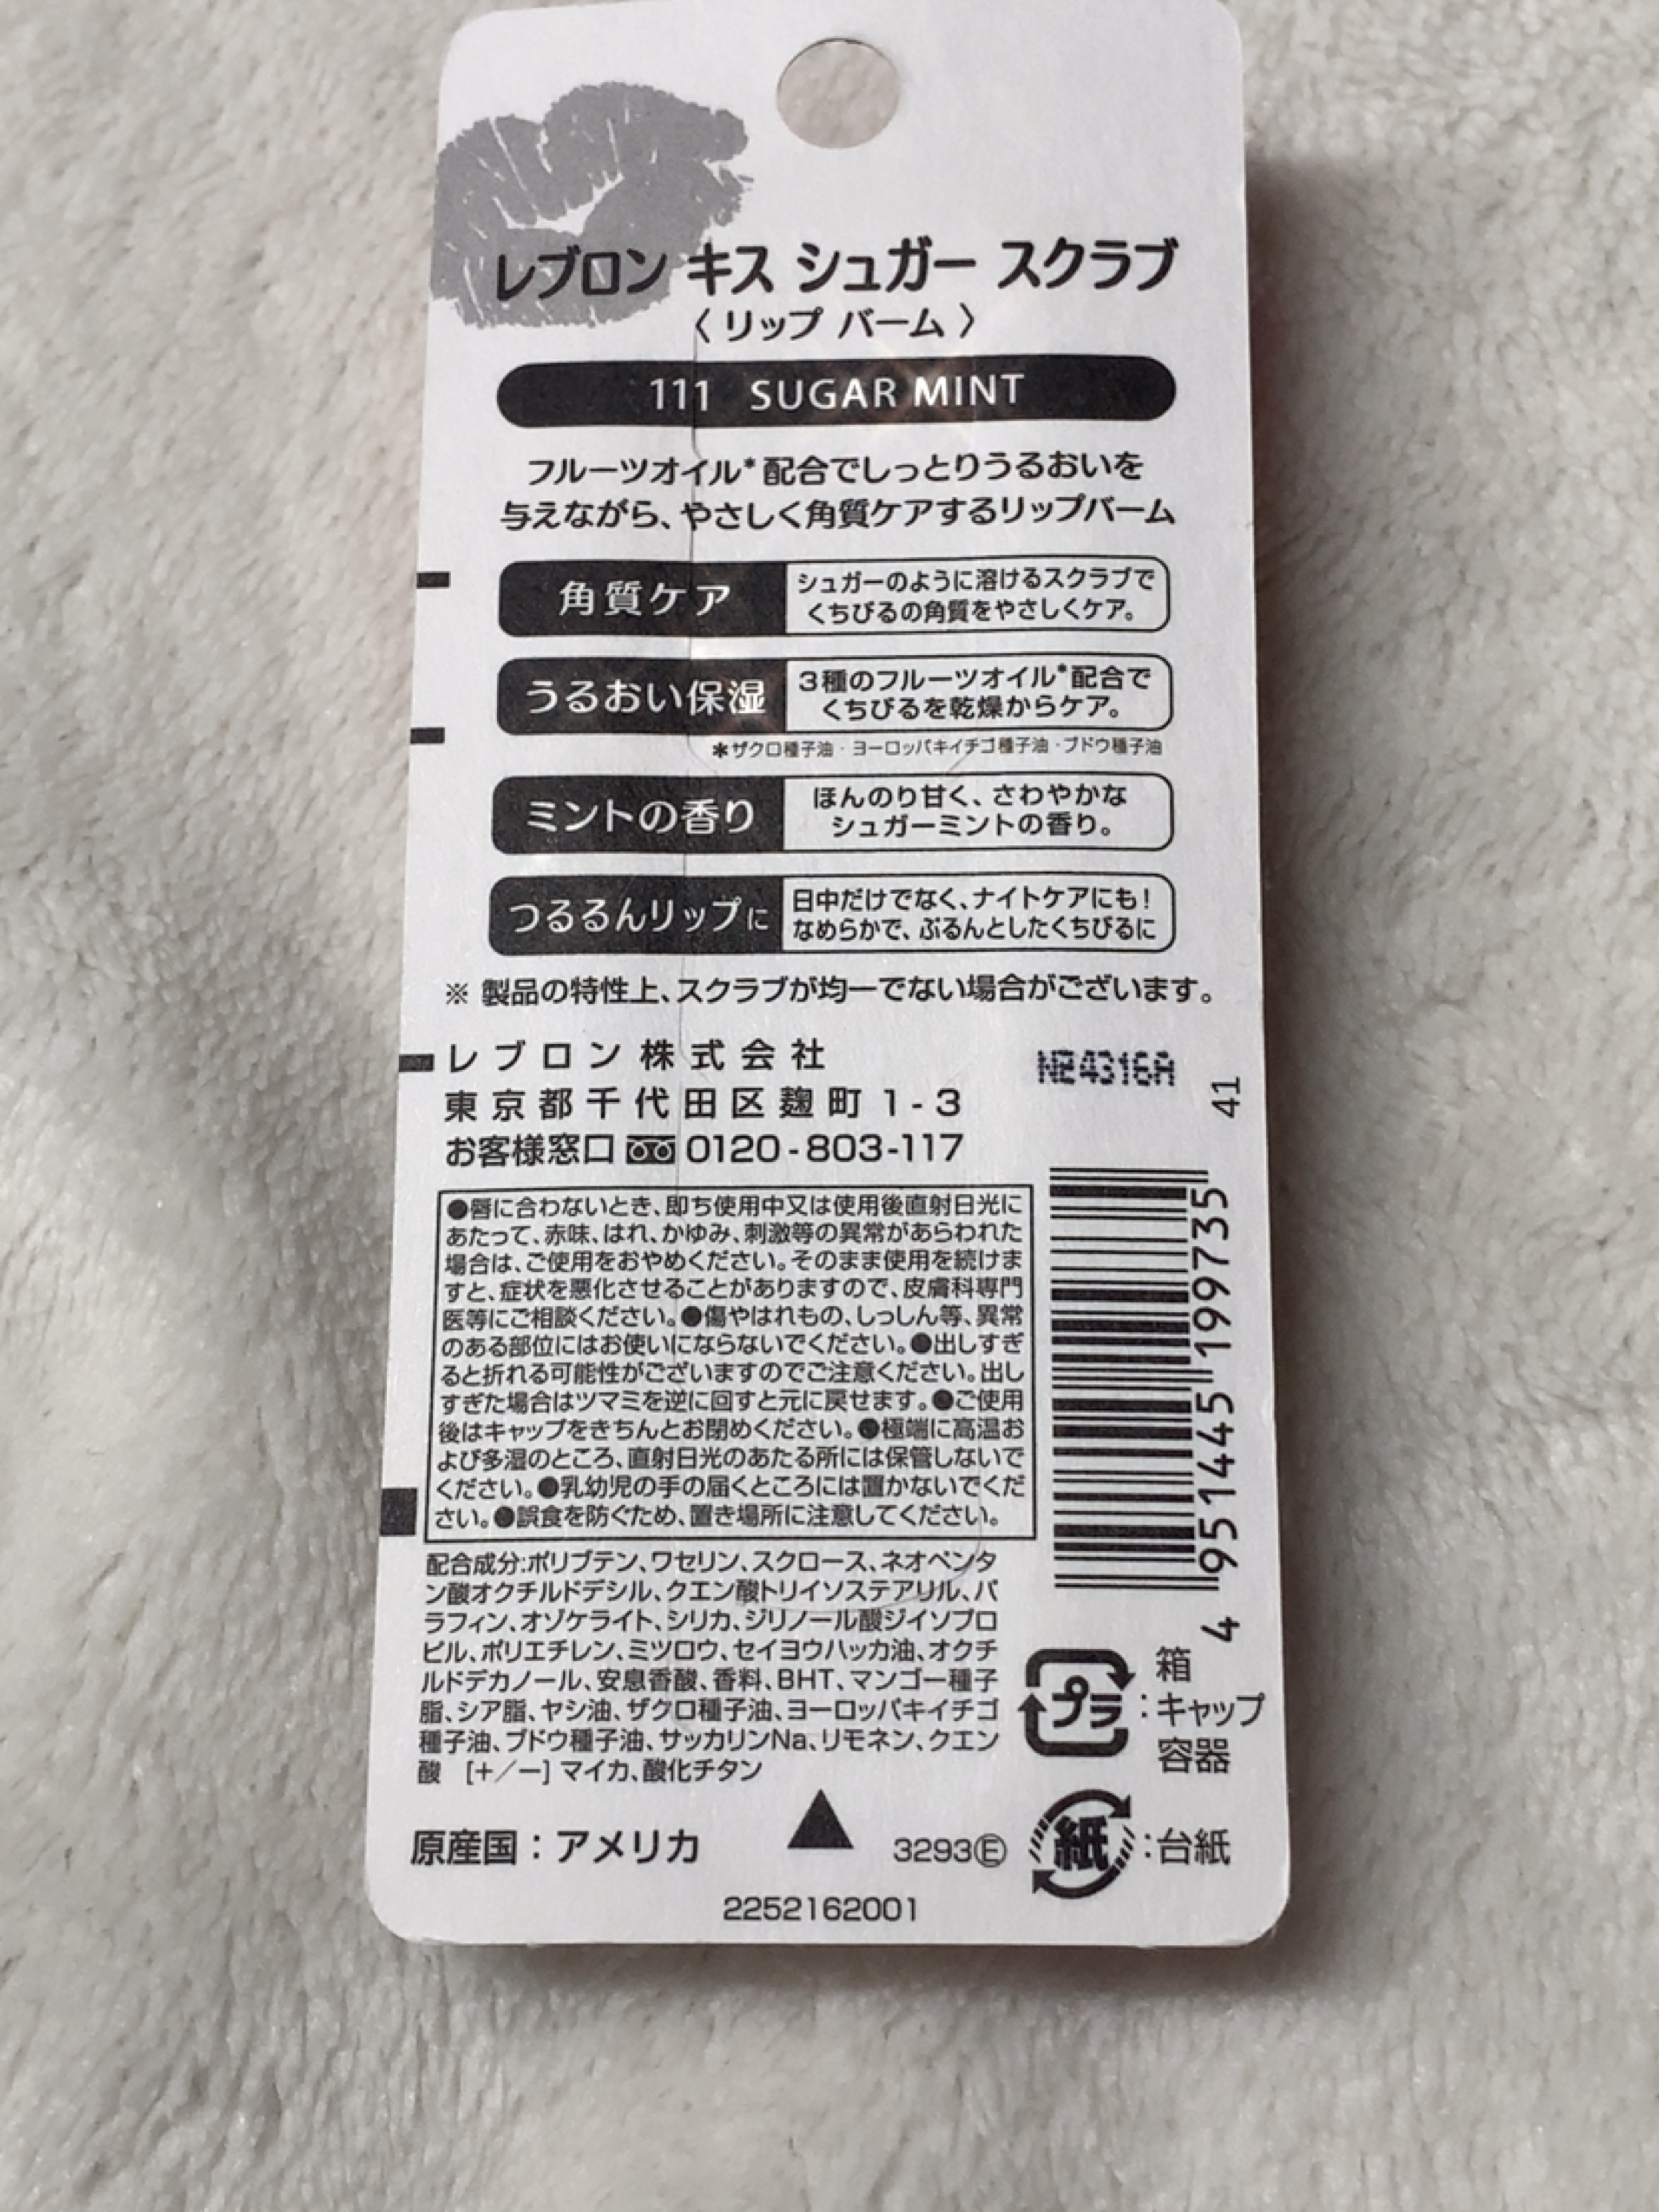 レブロン キス シュガー スクラブ
〈 リップ バーム 〉
111 SUGAR MINT
フルーツオイル*配合でしっとりうるおいを
与えながら、やさしく角質ケアするリップバーム
角質ケア
シュガーのように溶けるスクラブで
くちびるの角質をやさしくケア。
うるおい保湿
3種のフルーツオイル*配合で
くちびるを乾燥からケア。
*ザクロ種子油・ヨーロッパキイチゴ種子油・ブドウ種子油
ミントの香り
ほんのり甘く、さわやかな
シュガーミントの香り。
つるるんリップに
日中だけでなく、ナイトケアにも!
なめらかで、ぷるんとしたくちびるに
※ 製品の特性上、スクラブが均一でない場合がございます。
レブロン株式会社
東京都千代田区麹町1-3
お客様窓口 0120-803-117
NE4316A
41
●唇に合わないとき、即ち使用中又は使用後直射日光に
あたって、赤味、はれ、かゆみ、刺激等の異常があらわれた
場合は、ご使用をおやめください。そのまま使用を続けま
すと、症状を悪化させることがありますので、皮膚科専門
医等にご相談ください。●傷やはれもの、しっしん等、異常
のある部位にはお使いにならないでください。●出しすぎ
ると折れる可能性がございますのでご注意ください。出し
すぎた場合はツマミを逆に回すと元に戻せます。●ご使用
後はキャップをきちんとお閉めください。●極端に高温お
よび多湿のところ、直射日光のあたる所には保管しないで
ください。●乳幼児の手の届くところには置かないでくだ
さい。●誤食を防ぐため、置き場所に注意してください。
4 951445 199735
配合成分:ポリブテン、ワセリン、スクロース、ネオペンタ
ン酸オクチルドデシル、クエン酸トリイソステアリル、パ
ラフィン、オゾケライト、シリカ、ジリノール酸ジイソプロ
ピル、ポリエチレン、ミツロウ、セイヨウハッカ油、オクチ
ルドデカノール、安息香酸、香料、BHT、マンゴー種子
脂、シア脂、ヤシ油、ザクロ種子油、ヨーロッパキイチゴ
種子油、ブドウ種子油、サッカリンNa、リモネン、クエン
酸 [+/−] マイカ、酸化チタン
プラ:
箱
キャップ
容器
原産国:アメリカ
3293Ⓔ
紙:台紙
2252162001